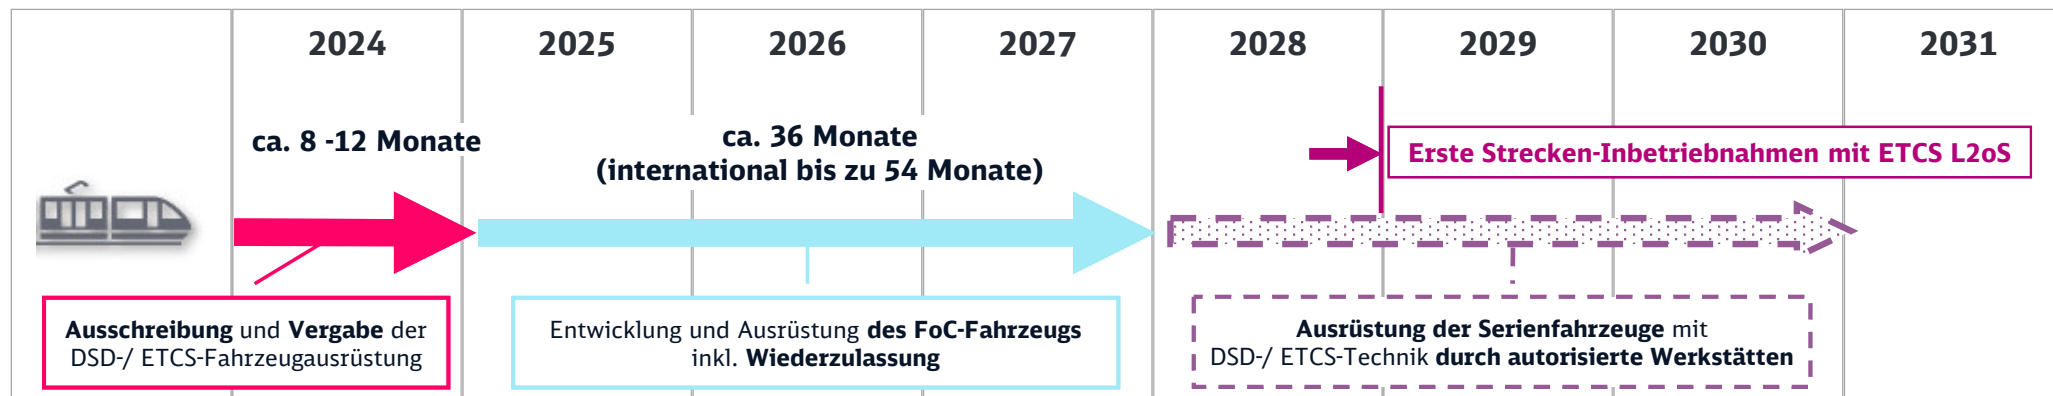 2024 2025 2026 2027 2028 2029 2030 2031
ca. 8 -12 Monate
ca. 36 Monate
(international bis zu 54 Monate)
Erste Strecken-Inbetriebnahmen mit ETCS L2oS
Ausschreibung und Vergabe der
DSD-/ ETCS-Fahrzeugausrüstung
Entwicklung und Ausrüstung des FoC-Fahrzeugs
inkl. Wiederzulassung
Ausrüstung der Serienfahrzeuge mit
DSD-/ ETCS-Technik durch autorisierte Werkstätten